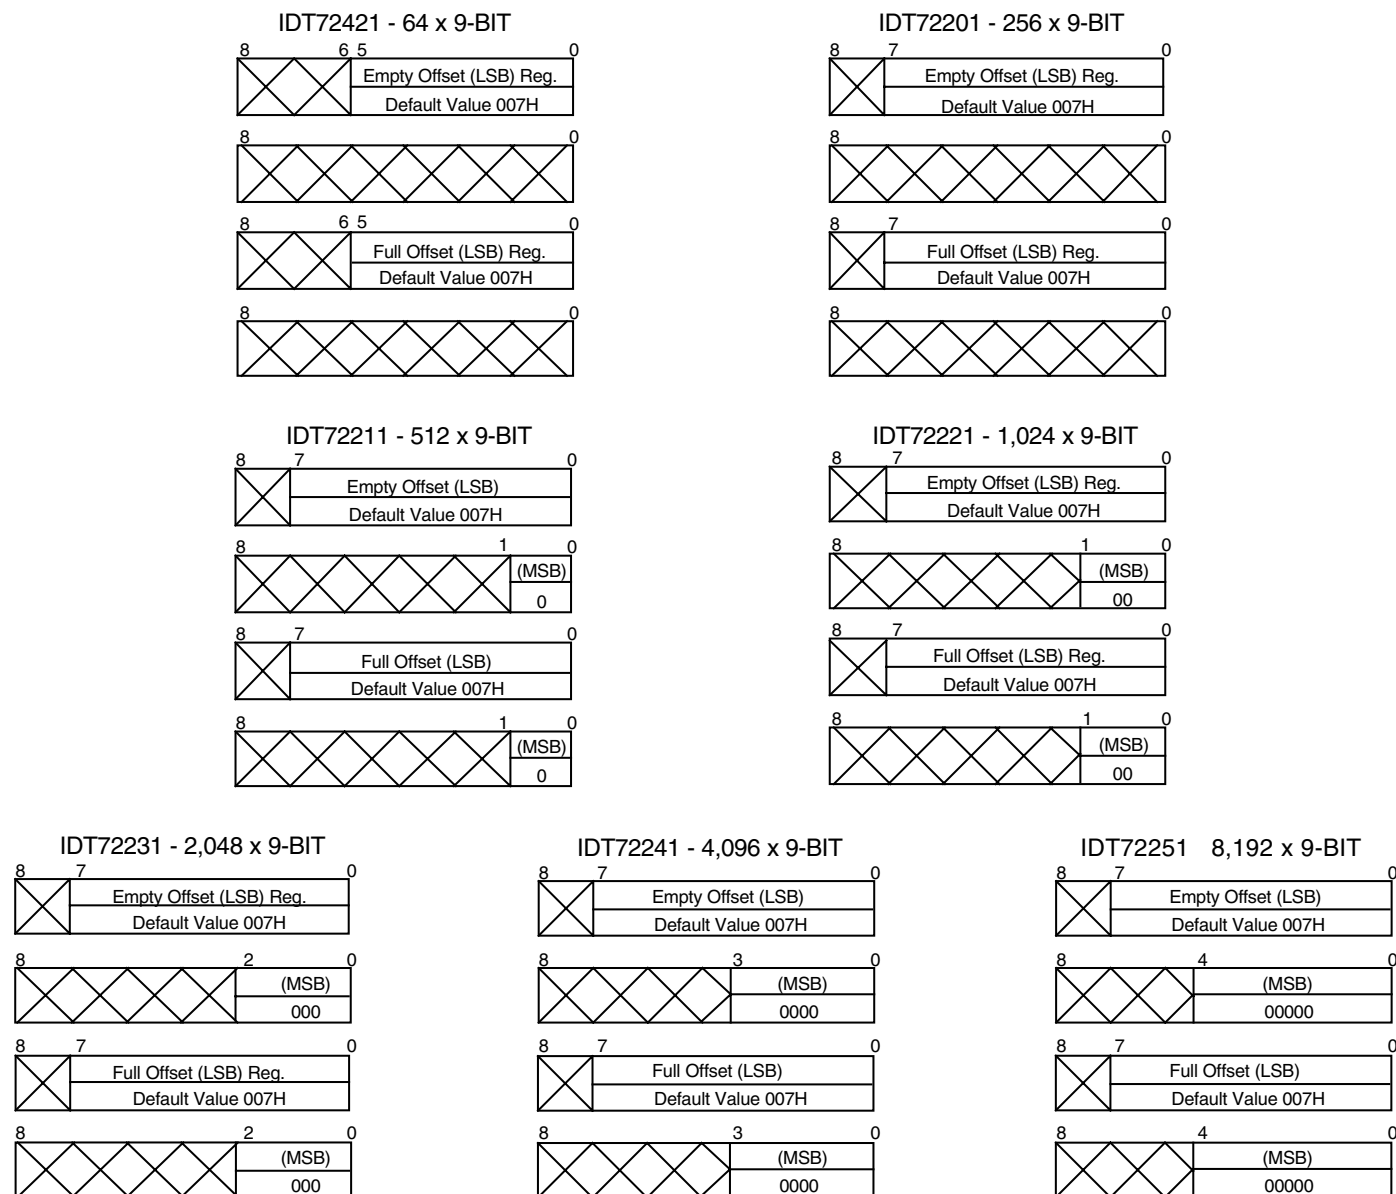 IDT72421 - 64 x 9-BIT
8 6 5 0
Empty Offset (LSB) Reg.
Default Value 007H
8 0
8 6 5 0
Full Offset (LSB) Reg.
Default Value 007H
8 0
IDT72201 - 256 x 9-BIT
8 7 0
Empty Offset (LSB) Reg.
Default Value 007H
8 0
8 7 0
Full Offset (LSB) Reg.
Default Value 007H
8 0
IDT72211 - 512 x 9-BIT
8 7 0
Empty Offset (LSB)
Default Value 007H
8 1 0
(MSB)
0
8 7 0
Full Offset (LSB)
Default Value 007H
8 1 0
(MSB)
0
IDT72221 - 1,024 x 9-BIT
8 7 0
Empty Offset (LSB) Reg.
Default Value 007H
8 1 0
(MSB)
00
8 7 0
Full Offset (LSB) Reg.
Default Value 007H
8 1 0
(MSB)
00
IDT72231 - 2,048 x 9-BIT
8 7 0
Empty Offset (LSB) Reg.
Default Value 007H
8 2 0
(MSB)
000
8 7 0
Full Offset (LSB) Reg.
Default Value 007H
8 2 0
(MSB)
000
IDT72241 - 4,096 x 9-BIT
8 7 0
Empty Offset (LSB)
Default Value 007H
8 3 0
(MSB)
0000
8 7 0
Full Offset (LSB)
Default Value 007H
8 3 0
(MSB)
0000
IDT72251 8,192 x 9-BIT
8 7 0
Empty Offset (LSB)
Default Value 007H
8 4 0
(MSB)
00000
8 7 0
Full Offset (LSB)
Default Value 007H
8 4 0
(MSB)
00000